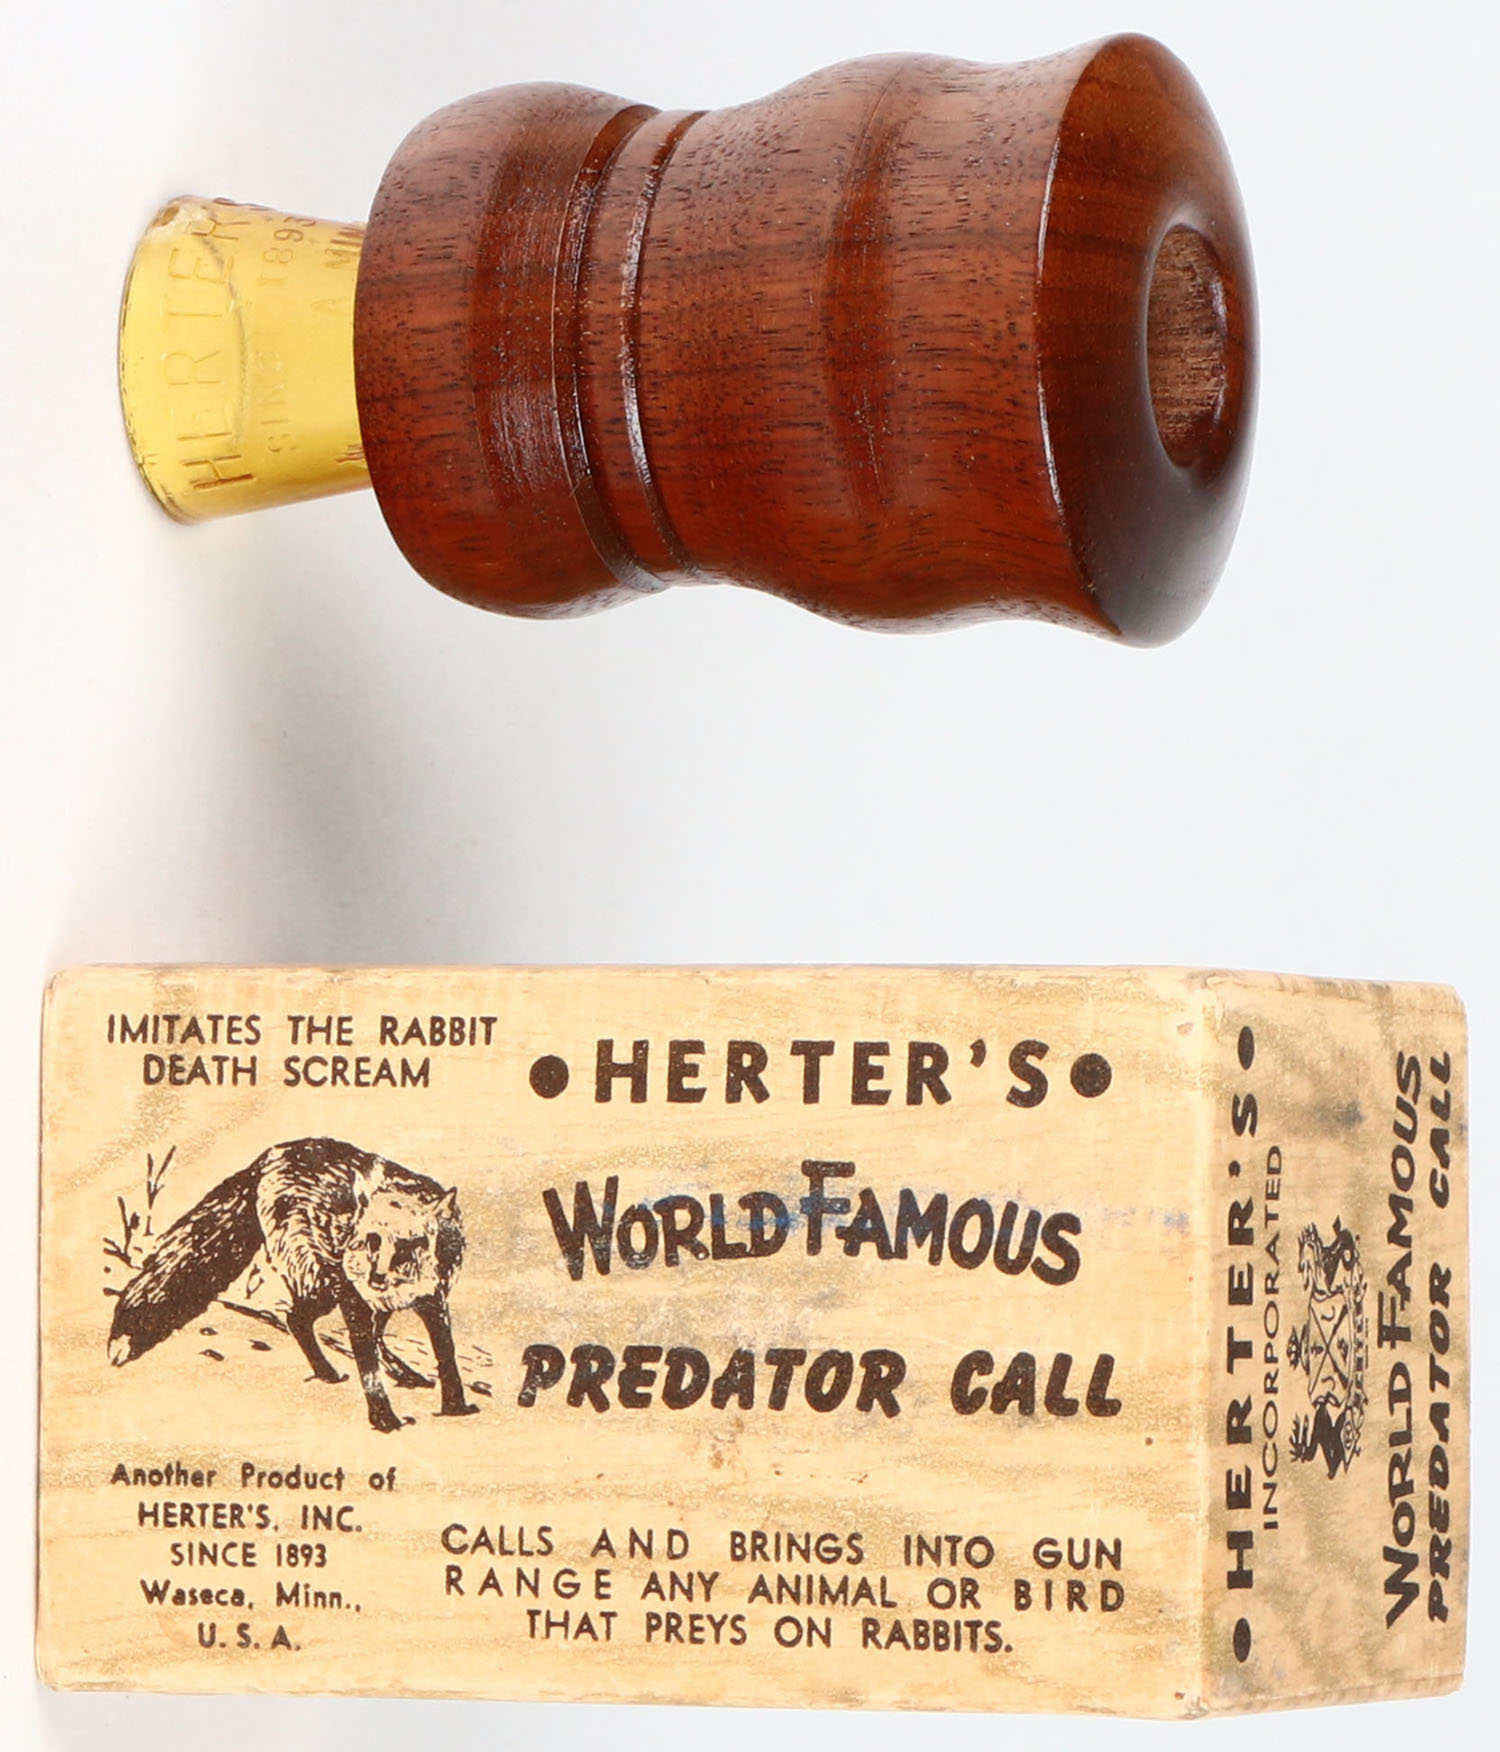 HERTER'S
SINCE 1893
IMITATES THE RABBIT
DEATH SCREAM
•HERTER'S•
WORLD FAMOUS
PREDATOR CALL
Another Product of
HERTER'S, INC.
SINCE 1893
Waseca, Minn.,
U. S. A.
CALLS AND BRINGS INTO GUN
RANGE ANY ANIMAL OR BIRD
THAT PREYS ON RABBITS.
•HERTER'S•
INCORPORATED
WORLD FAMOUS
PREDATOR CALL